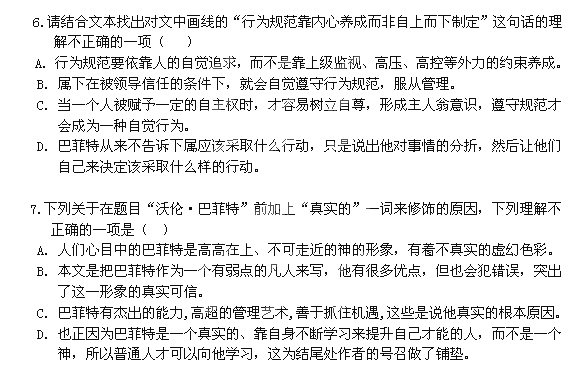 6.请结合文本找出对文中画线的“行为规范靠内心养成而非自上而下制定”这句话的理
解不正确的一项（ ）
A. 行为规范要依靠人的自觉追求，而不是靠上级监视、高压、高控等外力的约束养成。
B. 属下在被领导信任的条件下，就会自觉遵守行为规范，服从管理。
C. 当一个人被赋予一定的自主权时，才容易树立自尊，形成主人翁意识，遵守规范才
会成为一种自觉行为。
D. 巴菲特从来不告诉下属应该采取什么行动，只是说出他对事情的分折，然后让他们
自己来决定该采取什么样的行动。
7.下列关于在题目“沃伦·巴菲特”前加上“真实的”一词来修饰的原因，下列理解不
正确的一项是（ ）
A. 人们心目中的巴菲特是高高在上、不可走近的神的形象，有着不真实的虚幻色彩。
B. 本文是把巴菲特作为一个有弱点的凡人来写，他有很多优点，但也会犯错误，突出
了这一形象的真实可信。
C. 巴菲特有杰出的能力,高超的管理艺术,善于抓住机遇,这些是说他真实的根本原因。
D. 也正因为巴菲特是一个真实的、靠自身不断学习来提升自己才能的人，而不是一个
神，所以普通人才可以向他学习，这为结尾处作者的号召做了铺垫。